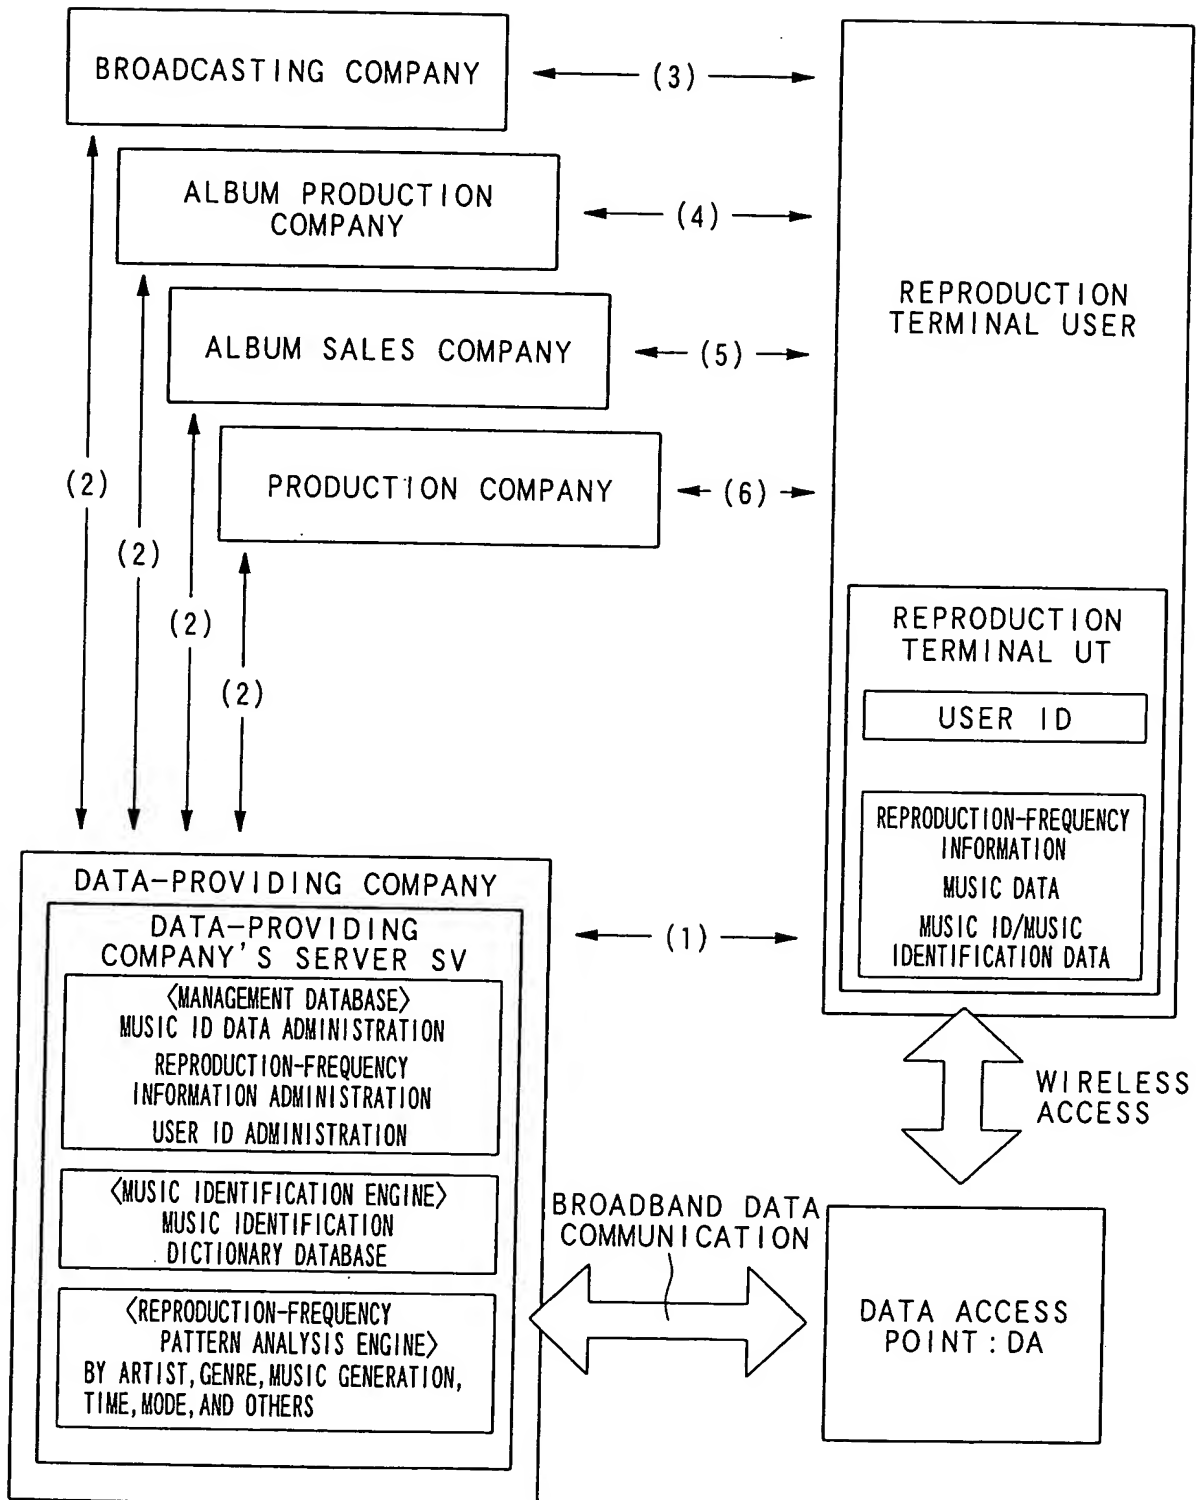 BROADCASTING COMPANY
(3)
ALBUM PRODUCTION
COMPANY
(4)
ALBUM SALES COMPANY
(5)
PRODUCTION COMPANY
(6)
REPRODUCTION
TERMINAL USER
(2)
(2)
(2)
(2)
REPRODUCTION
TERMINAL UT
USER ID
REPRODUCTION-FREQUENCY
INFORMATION
MUSIC DATA
MUSIC ID/MUSIC
IDENTIFICATION DATA
(1)
DATA-PROVIDING COMPANY
DATA-PROVIDING
COMPANY'S SERVER SV
<MANAGEMENT DATABASE>
MUSIC ID DATA ADMINISTRATION
REPRODUCTION-FREQUENCY
INFORMATION ADMINISTRATION
USER ID ADMINISTRATION
<MUSIC IDENTIFICATION ENGINE>
MUSIC IDENTIFICATION
DICTIONARY DATABASE
<REPRODUCTION-FREQUENCY
PATTERN ANALYSIS ENGINE>
BY ARTIST, GENRE, MUSIC GENERATION,
TIME, MODE, AND OTHERS
WIRELESS
ACCESS
BROADBAND DATA
COMMUNICATION
DATA ACCESS
POINT : DA